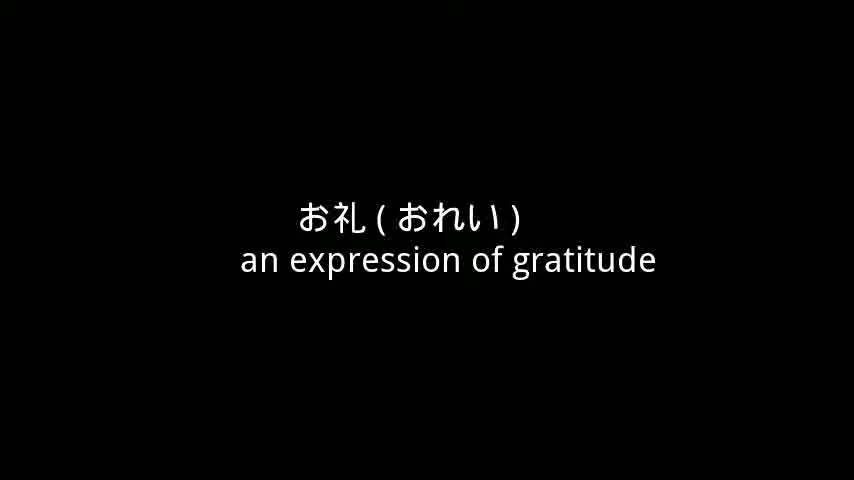 お礼 ( おれい )
an expression of gratitude